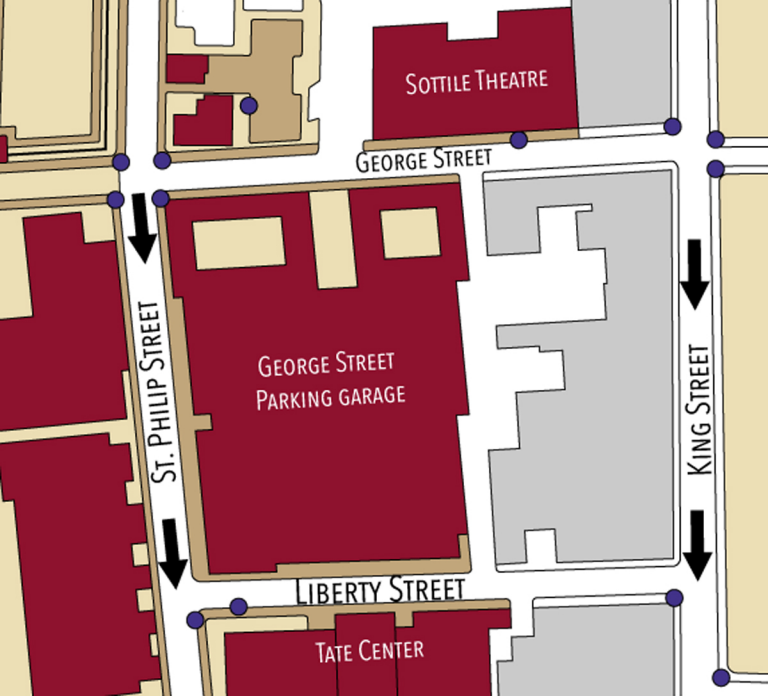 SOTTILE THEATRE
GEORGE STREET
GEORGE STREET
PARKING GARAGE
ST. PHILIP STREET
KING STREET
LIBERTY STREET
TATE CENTER